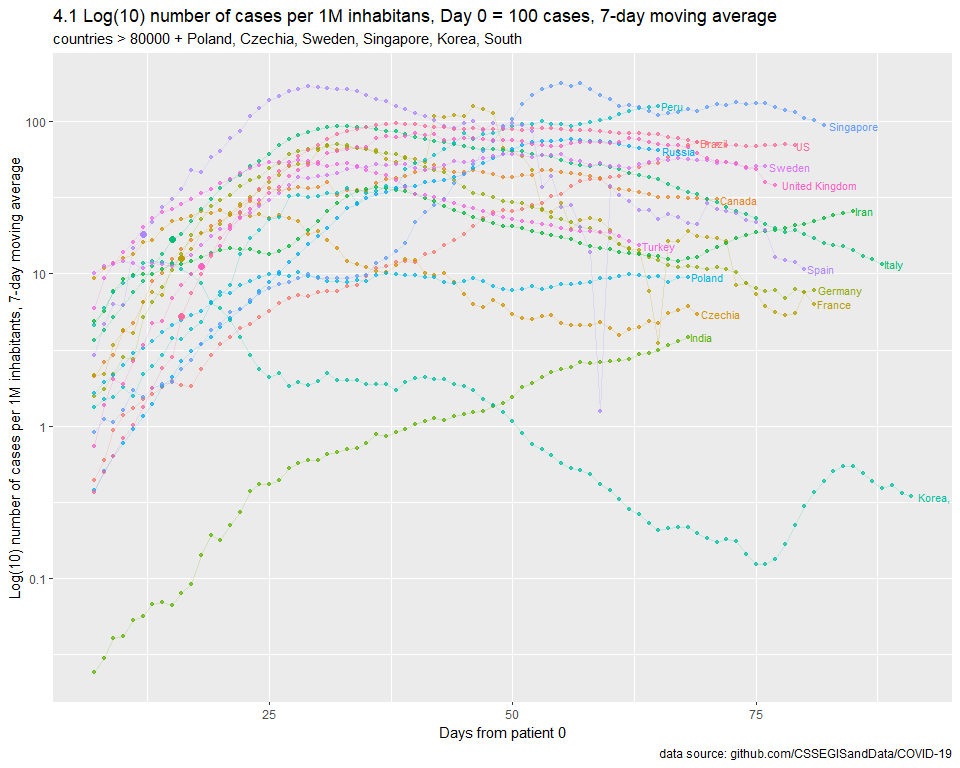 4.1 Log(10) number of cases per 1M inhabitans, Day 0 = 100 cases, 7-day moving average
countries > 80000 + Poland, Czechia, Sweden, Singapore, Korea, South
Log(10) number of cases per 1M inhabitants, 7-day moving average
100
10
1
0.1
Peru
Singapore
Brazil
US
Russia
Sweden
United Kingdom
Canada
Iran
Turkey
Italy
Spain
Poland
Germany
France
Czechia
India
Korea,
25
50
75
Days from patient 0
data source: github.com/CSSEGISandData/COVID-19